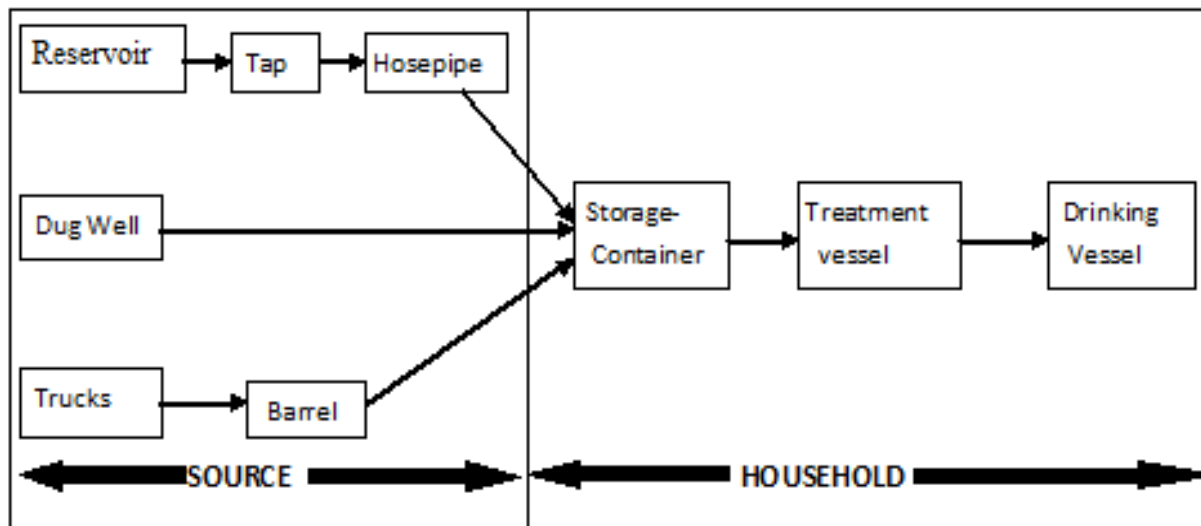 Reservoir
Tap
Hosepipe
Dug Well
Storage-
Container
Treatment
vessel
Drinking
Vessel
Trucks
Barrel
SOURCE
HOUSEHOLD